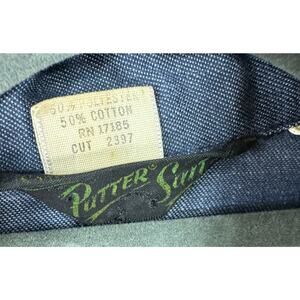 50% POLYESTER
50% COTTON
RN 17185
CUT 2397
PUTTER Suit